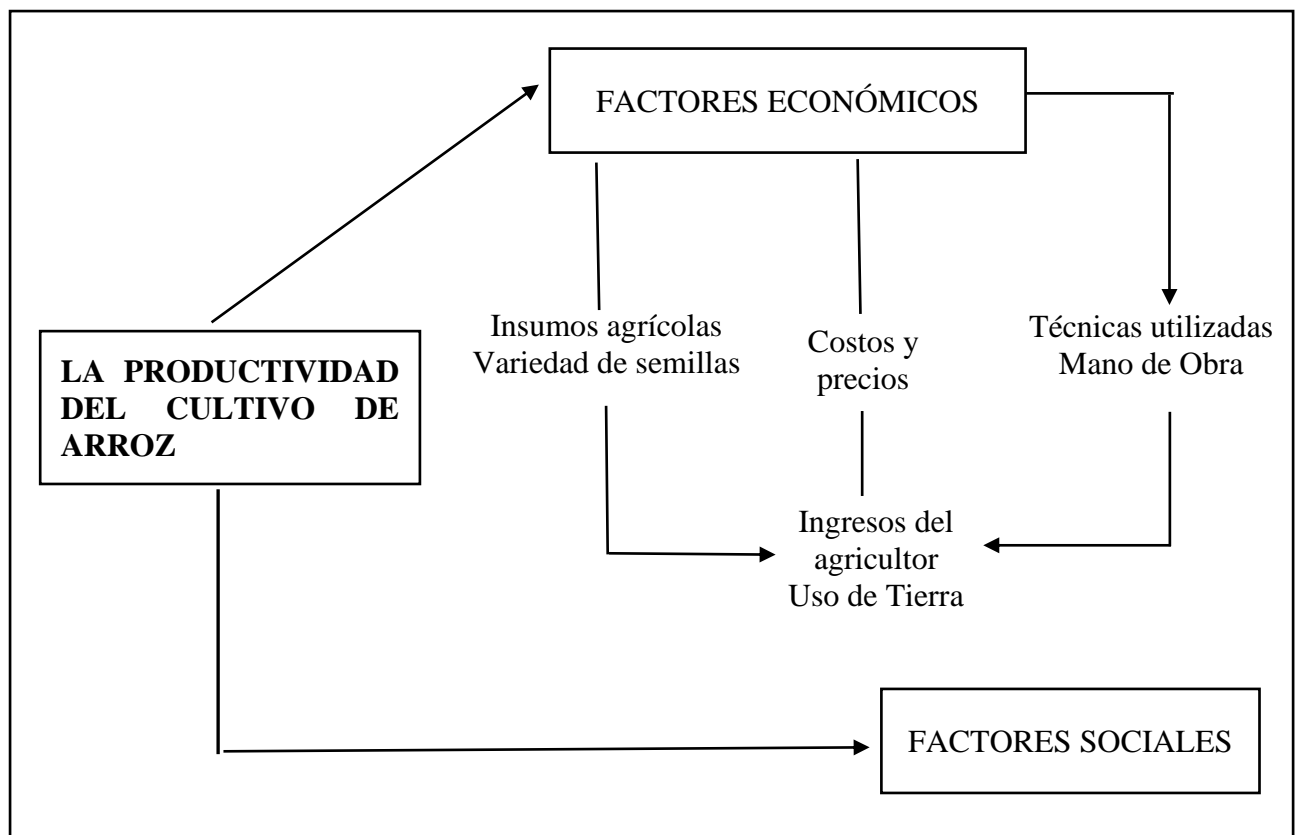 FACTORES ECONÓMICOS
Insumos agrícolas
Variedad de semillas
Costos y
precios
Técnicas utilizadas
Mano de Obra
LA PRODUCTIVIDAD
DEL CULTIVO DE
ARROZ
Ingresos del
agricultor
Uso de Tierra
FACTORES SOCIALES